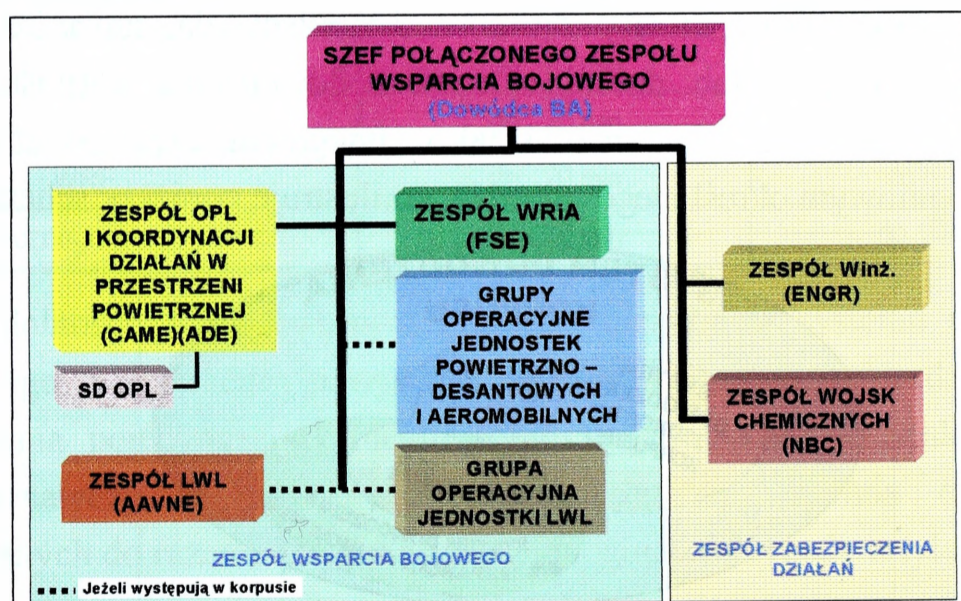 SZEF POŁĄCZONEGO ZESPOŁU
WSPARCIA BOJOWEGO
(Dowódca BA)
ZESPÓŁ OPL
I KOORDYNACJI
DZIAŁAŃ W
PRZESTRZENI
POWIETRZNEJ
(CAME)(ADE)
SD OPL
ZESPÓŁ LWL
(AAVNE)
ZESPÓŁ WRiA
(FSE)
GRUPY
OPERACYJNE
JEDNOSTEK
POWIETRZNO –
DESANTOWYCH
I AEROMOBILNYCH
GRUPA
OPERACYJNA
JEDNOSTKI LWL
ZESPÓŁ WSPARCIA BOJOWEGO
Jeżeli występują w korpusie
ZESPÓŁ Winż.
(ENGR)
ZESPÓŁ WOJSK
CHEMICZNYCH
(NBC)
ZESPÓŁ ZABEZPIECZENIA
DZIAŁAŃ